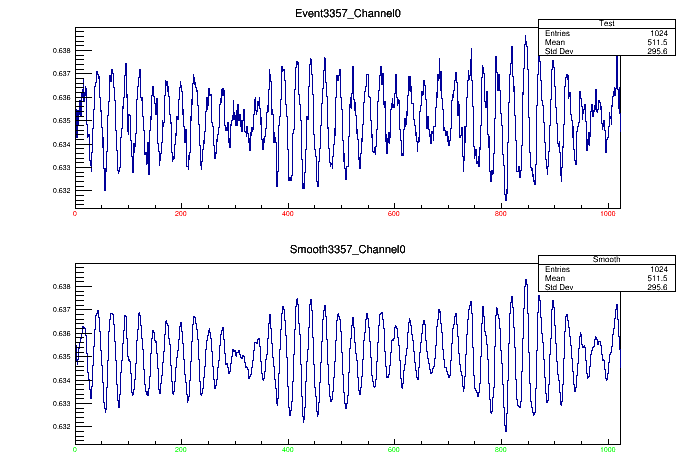 Event3357_Channel0
Test
Entries 1024
Mean 511.5
Std Dev 295.6
0.638
0.637
0.636
0.635
0.634
0.633
0.632
0 200 400 600 800 1000
Smooth3357_Channel0
Smooth
Entries 1024
Mean 511.5
Std Dev 295.6
0.638
0.637
0.636
0.635
0.634
0.633
0.632
0 200 400 600 800 1000